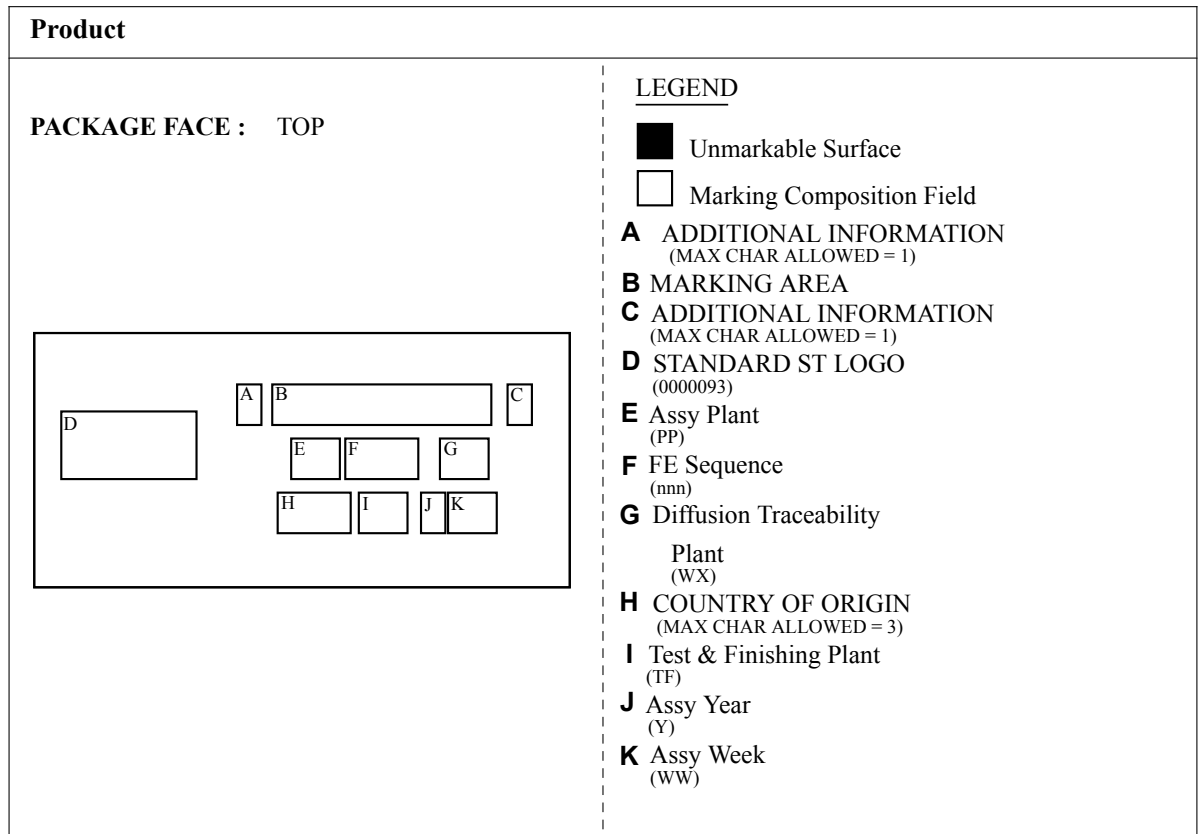 Product
PACKAGE FACE : TOP
A B C
D
E F G
H I J K
LEGEND
Unmarkable Surface
Marking Composition Field
A ADDITIONAL INFORMATION
(MAX CHAR ALLOWED = 1)
B MARKING AREA
C ADDITIONAL INFORMATION
(MAX CHAR ALLOWED = 1)
D STANDARD ST LOGO
(0000093)
E Assy Plant
(PP)
F FE Sequence
(nnn)
G Diffusion Traceability
Plant
(WX)
H COUNTRY OF ORIGIN
(MAX CHAR ALLOWED = 3)
I Test & Finishing Plant
(TF)
J Assy Year
(Y)
K Assy Week
(WW)